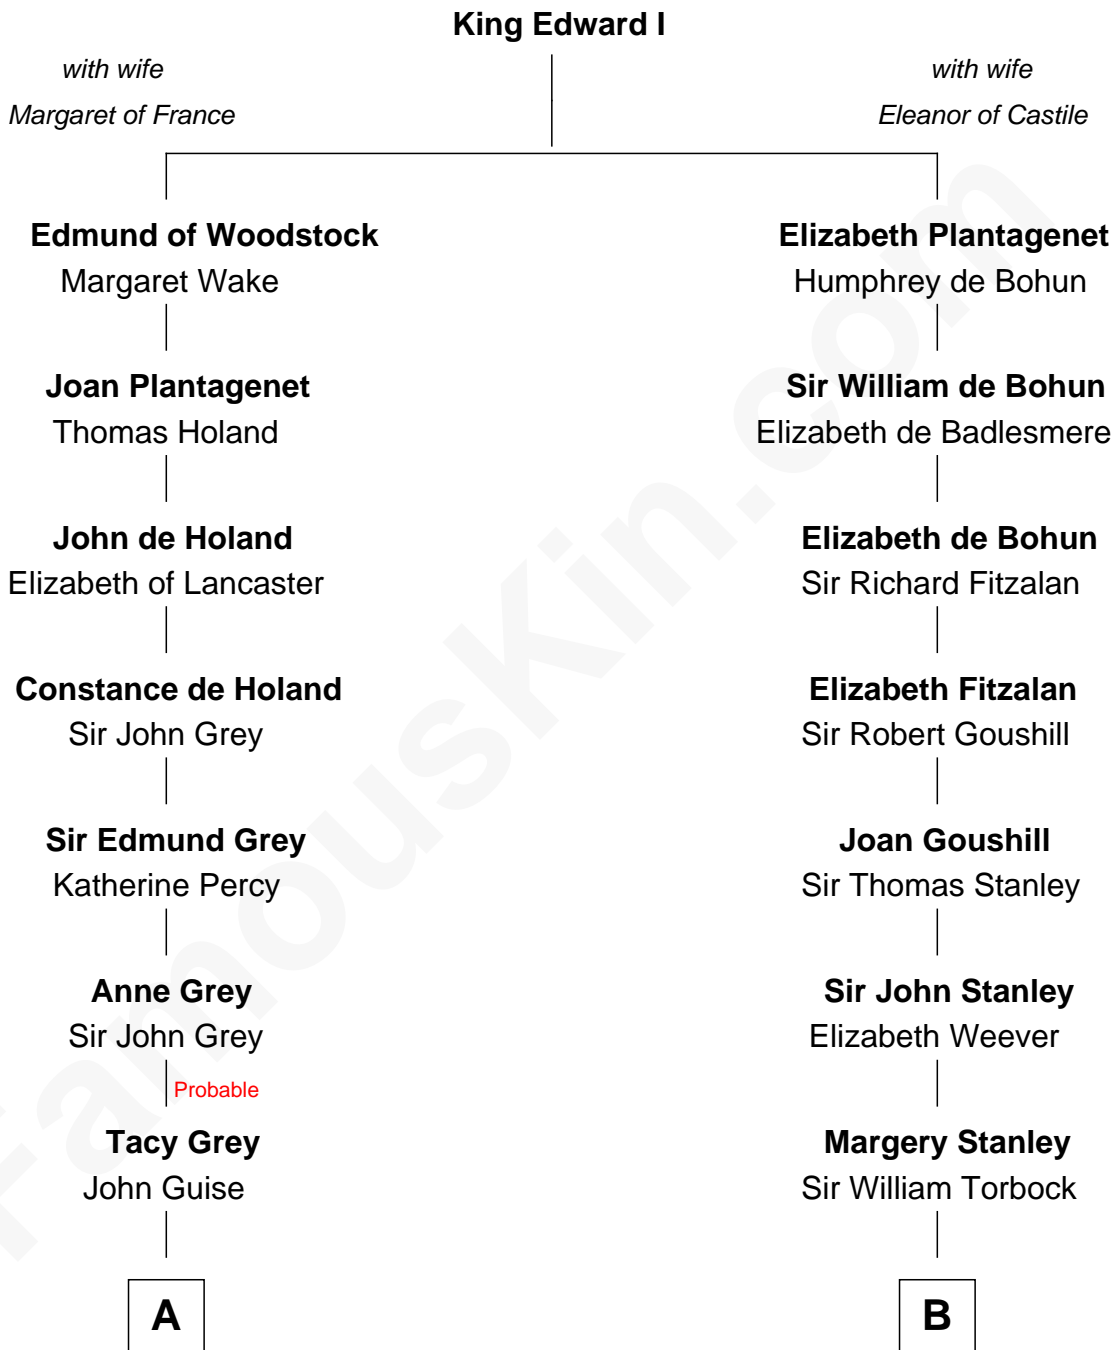 King Edward I
with wife
Margaret of France
with wife
Eleanor of Castile
Edmund of Woodstock
Margaret Wake
Elizabeth Plantagenet
Humphrey de Bohun
Joan Plantagenet
Thomas Holand
Sir William de Bohun
Elizabeth de Badlesmere
John de Holand
Elizabeth of Lancaster
Elizabeth de Bohun
Sir Richard Fitzalan
Constance de Holand
Sir John Grey
Elizabeth Fitzalan
Sir Robert Goushill
Sir Edmund Grey
Katherine Percy
Joan Goushill
Sir Thomas Stanley
Anne Grey
Sir John Grey
Probable
Sir John Stanley
Elizabeth Weever
Tacy Grey
John Guise
Margery Stanley
Sir William Torbock
A
B
FamousKin.com